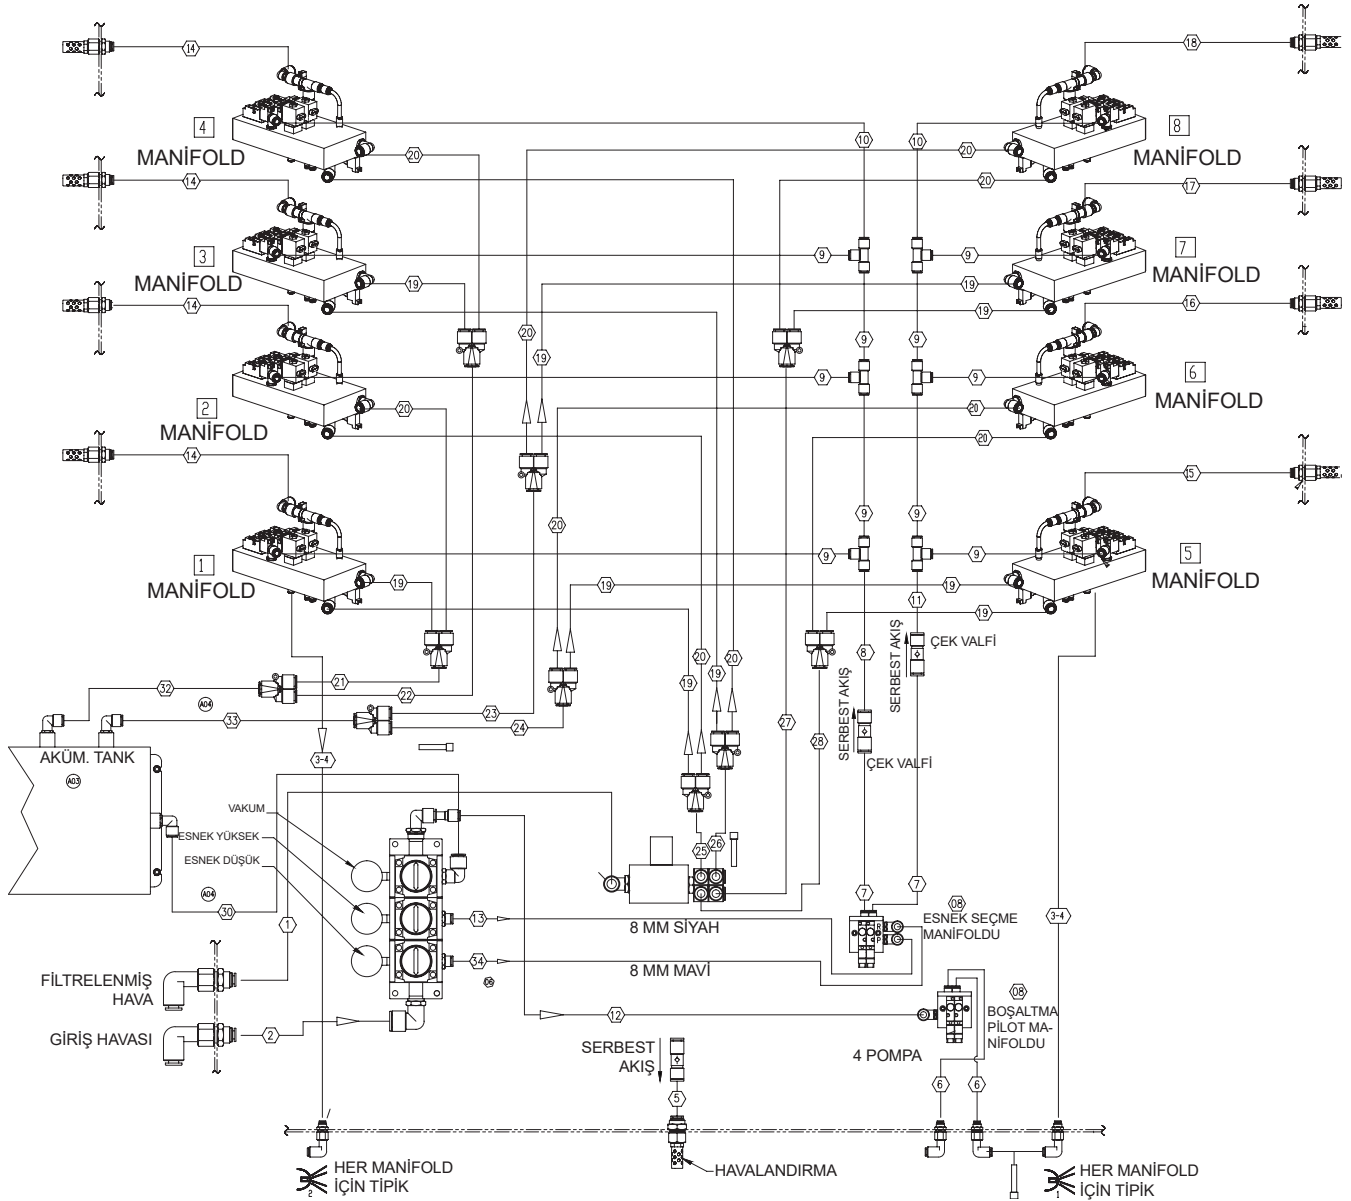 14
18
4
MANİFOLD
20
10
10
20
8
MANİFOLD
14
20
17
3
MANİFOLD
9
9
7
MANİFOLD
19
19
14
20
19
9
9
19
16
2
MANİFOLD
9
9
6
MANİFOLD
20
20
20
14
20
9
9
15
1
MANİFOLD
9
9
5
MANİFOLD
19
19
19
11
19
19
20
19
20
8
SERBEST AKIŞ
SERBEST AKIŞ
ÇEK VALFİ
ÇEK VALFİ
32
21
22
A04
33
23
24
27
28
AKÜM. TANK
A03
3-4
VAKUM
ESNEK YÜKSEK
ESNEK DÜŞÜK
25
26
A04
30
1
13
34
06
8 MM SİYAH
8 MM MAVİ
7
7
08
R
P
ESNEK SEÇME
MANİFOLDU
3-4
FİLTRELENMİŞ
HAVA
GİRİŞ HAVASI
2
12
08
BOŞALTMA
PİLOT MA-
NİFOLDU
4 POMPA
SERBEST
AKIŞ
5
6
6
HAVALANDIRMA
HER MANİFOLD
İÇİN TİPİK
2
HER MANİFOLD
İÇİN TİPİK
1